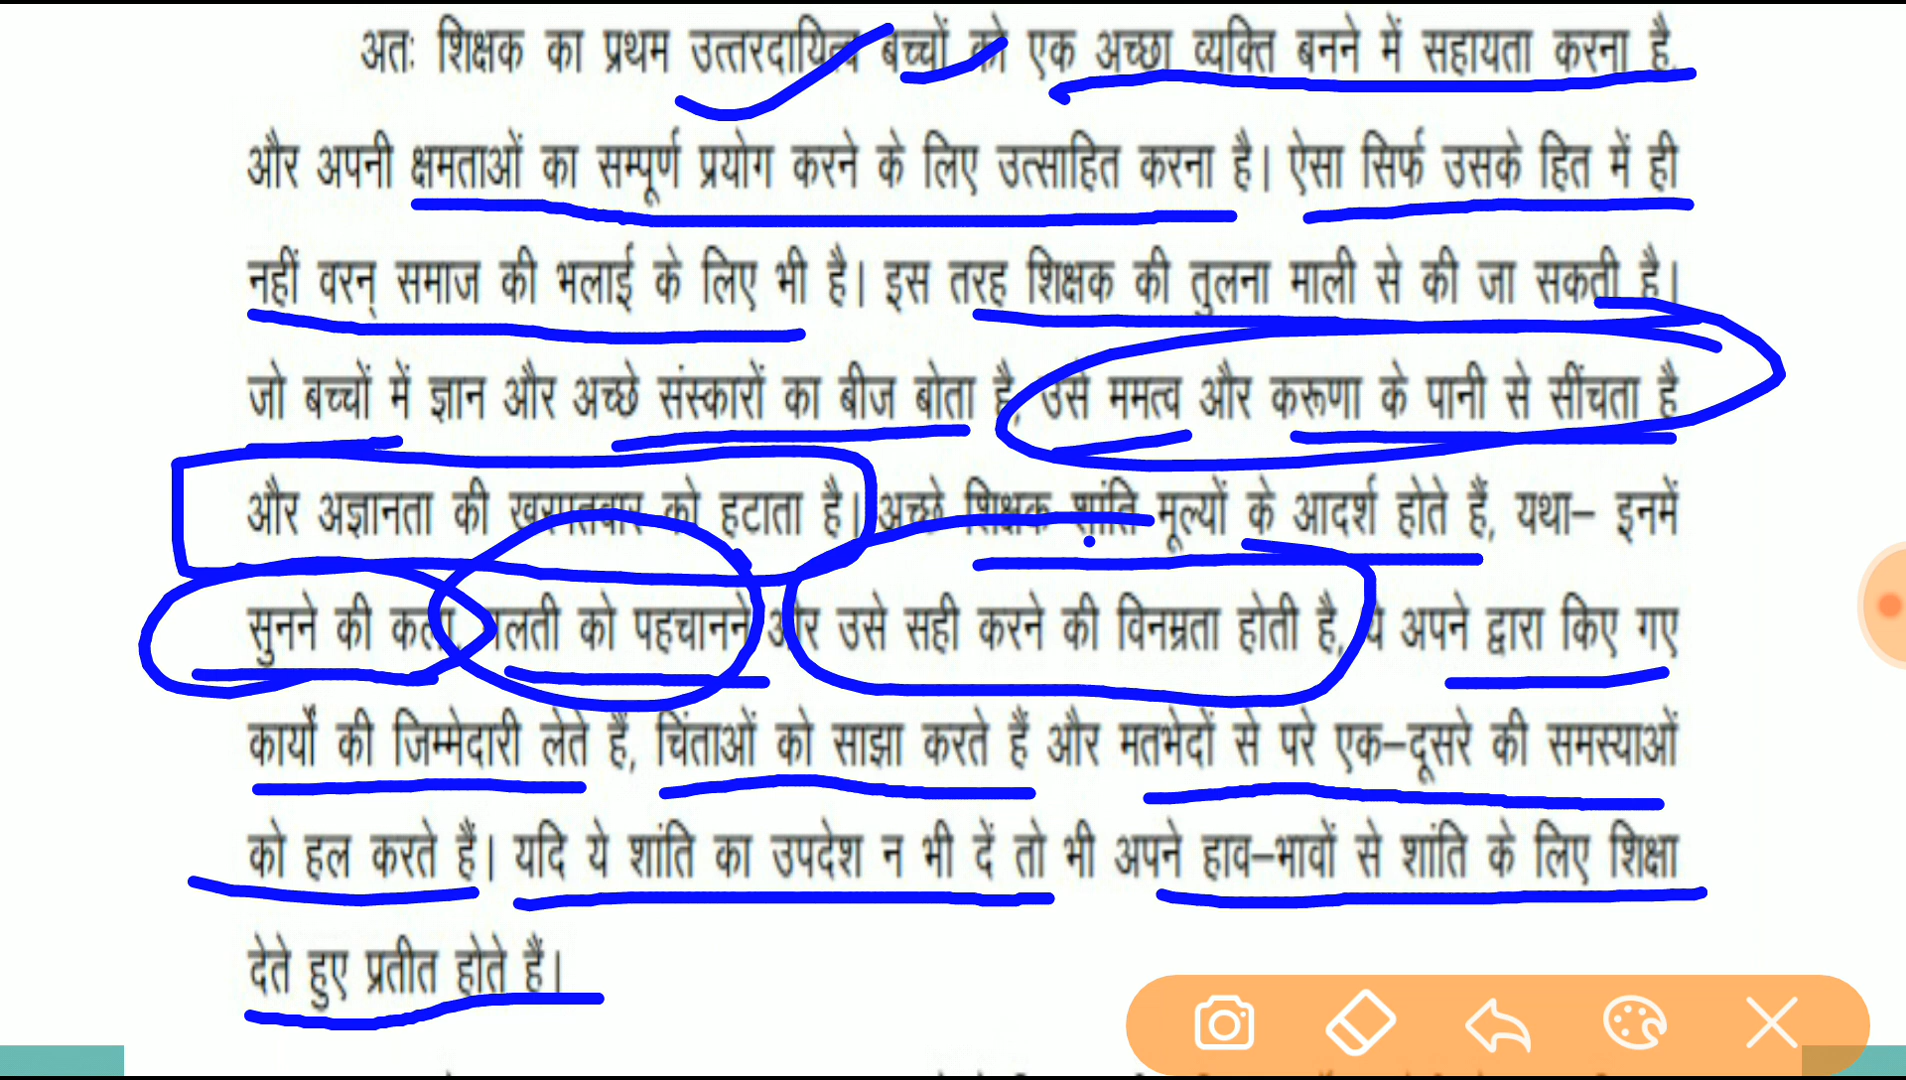 अतः शिक्षक का प्रथम उत्तरदायित्व बच्चों को एक अच्छा व्यक्ति बनने में सहायता करना है.
और अपनी क्षमताओं का सम्पूर्ण प्रयोग करने के लिए उत्साहित करना है। ऐसा सिर्फ उसके हित में ही
नहीं वरन् समाज की भलाई के लिए भी है। इस तरह शिक्षक की तुलना माली से की जा सकती है।
जो बच्चों में ज्ञान और अच्छे संस्कारों का बीज बोता है, उसे ममत्व और करूणा के पानी से सींचता है
और अज्ञानता की खरपतवार को हटाता है। अच्छे शिक्षक शांति मूल्यों के आदर्श होते हैं, यथा– इनमें
सुनने की कला, गलती को पहचानने और उसे सही करने की विनम्रता होती है, ये अपने द्वारा किए गए
कार्यों की जिम्मेदारी लेते हैं, चिंताओं को साझा करते हैं और मतभेदों से परे एक–दूसरे की समस्याओं
को हल करते हैं। यदि ये शांति का उपदेश न भी दें तो भी अपने हाव–भावों से शांति के लिए शिक्षा
देते हुए प्रतीत होते हैं।